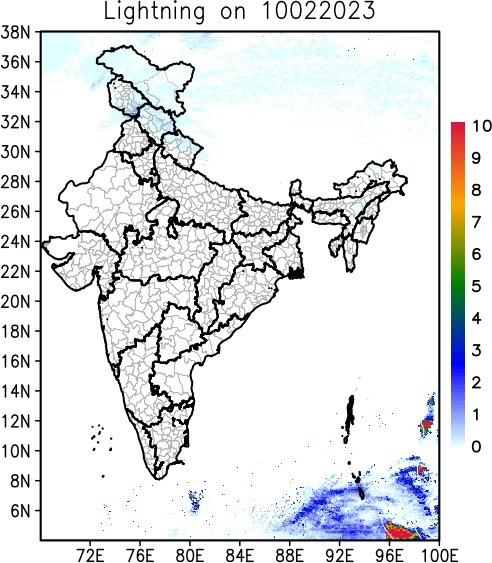 Lightning on 10022023
38N
36N
34N
32N
30N
28N
26N
24N
22N
20N
18N
16N
14N
12N
10N
8N
6N
72E 76E 80E 84E 88E 92E 96E 100E
10
9
8
7
6
5
4
3
2
1
0